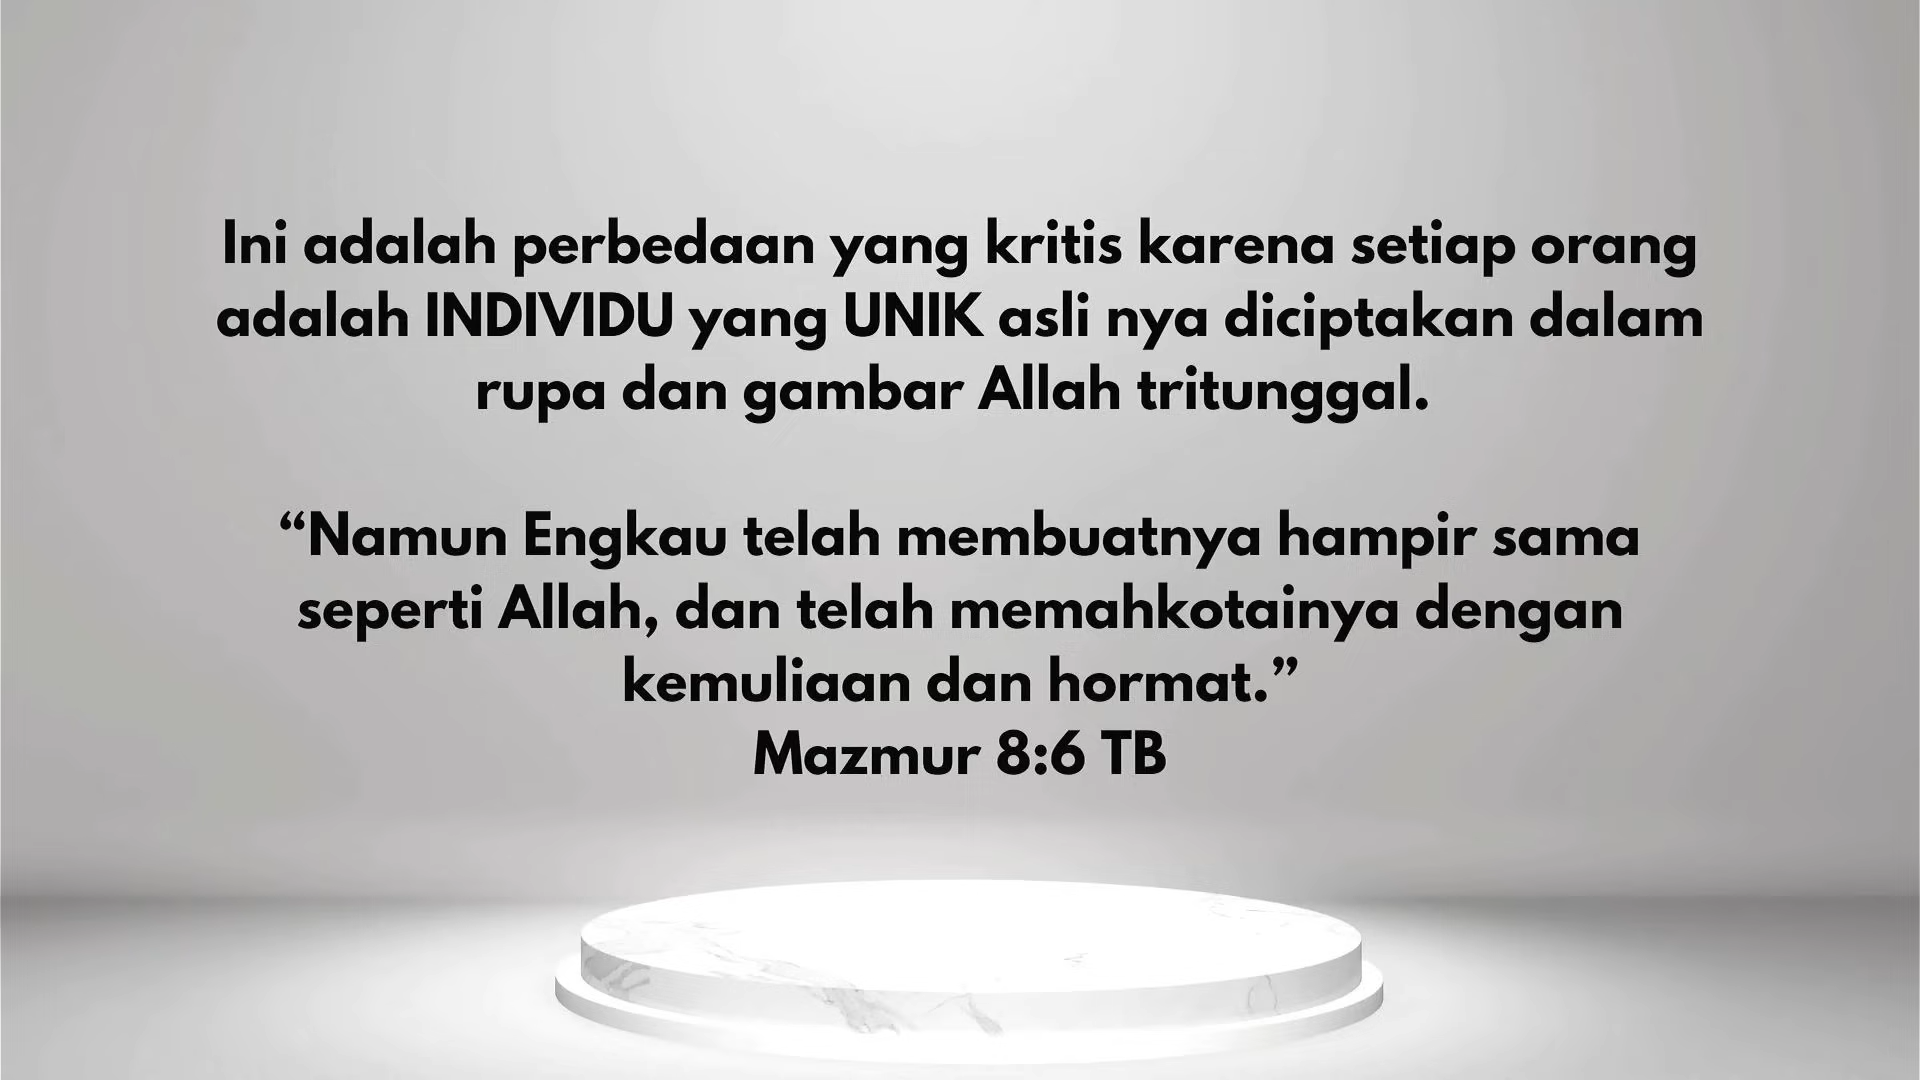 Ini adalah perbedaan yang kritis karena setiap orang
adalah INDIVIDU yang UNIK asli nya diciptakan dalam
rupa dan gambar Allah tritunggal.
“Namun Engkau telah membuatnya hampir sama
seperti Allah, dan telah memahkotainya dengan
kemuliaan dan hormat.”
Mazmur 8:6 TB